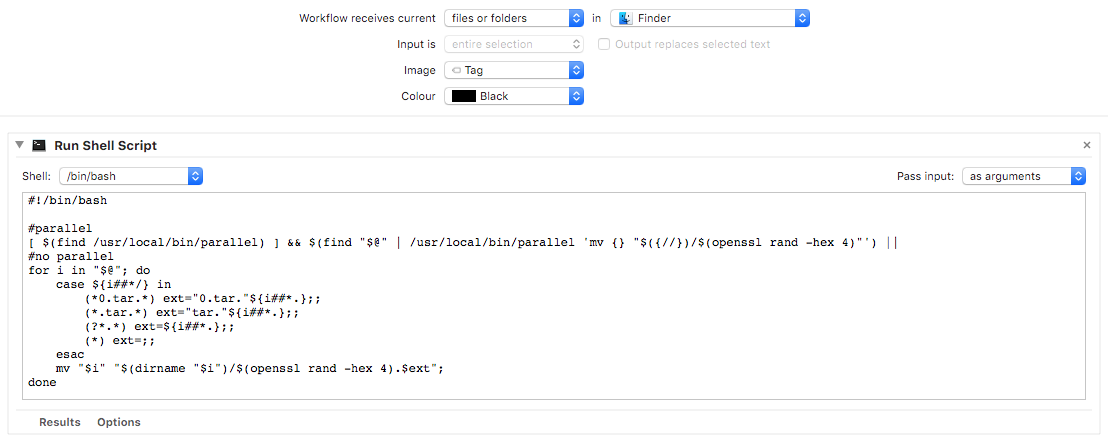 Workflow receives current files or folders in Finder
Input is entire selection Output replaces selected text
Image Tag
Colour Black
Run Shell Script
Shell: /bin/bash Pass input: as arguments
#!/bin/bash

#parallel
[ $(find /usr/local/bin/parallel) ] && $(find "$@" | /usr/local/bin/parallel 'mv {} "$({//})/$(openssl rand -hex 4)"') ||
#no parallel
for i in "$@"; do
    case ${i##*/} in
        (*0.tar.*) ext="0.tar."${i##*.};;
        (*.tar.*) ext="tar."${i##*.};;
        (?*.*) ext=${i##*.};;
        (*) ext=;;
    esac
    mv "$i" "$(dirname "$i")/$(openssl rand -hex 4).$ext";
done
Results Options